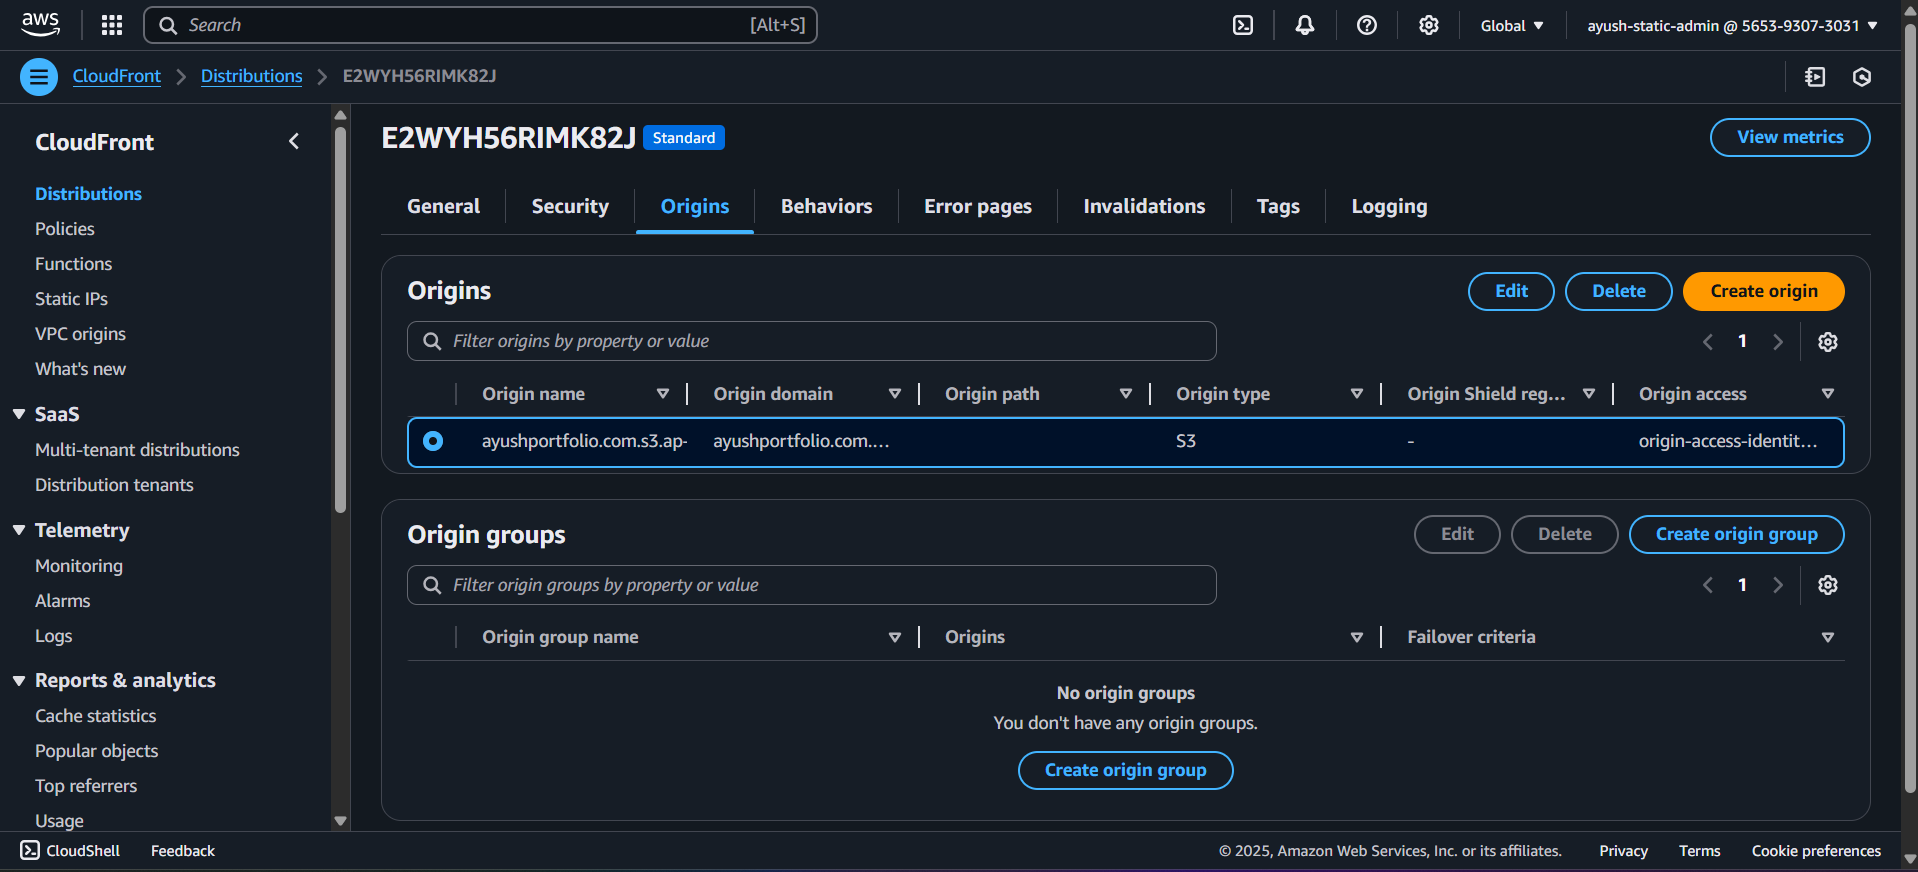 aws
Search [Alt+S]
Global
ayush-static-admin @ 5653-9307-3031
CloudFront
Distributions
E2WYH56RIMK82J
CloudFront
Distributions
Policies
Functions
Static IPs
VPC origins
What's new
SaaS
Multi-tenant distributions
Distribution tenants
Telemetry
Monitoring
Alarms
Logs
Reports & analytics
Cache statistics
Popular objects
Top referrers
Usage
E2WYH56RIMK82J Standard
View metrics
General Security Origins Behaviors Error pages Invalidations Tags Logging
Origins
Edit Delete Create origin
Filter origins by property or value
1
Origin name Origin domain Origin path Origin type Origin Shield reg... Origin access
ayushportfolio.com.s3.ap- ayushportfolio.com.... S3 - origin-access-identit...
Origin groups
Edit Delete Create origin group
Filter origin groups by property or value
1
Origin group name Origins Failover criteria
No origin groups
You don't have any origin groups.
Create origin group
CloudShell Feedback
© 2025, Amazon Web Services, Inc. or its affiliates. Privacy Terms Cookie preferences